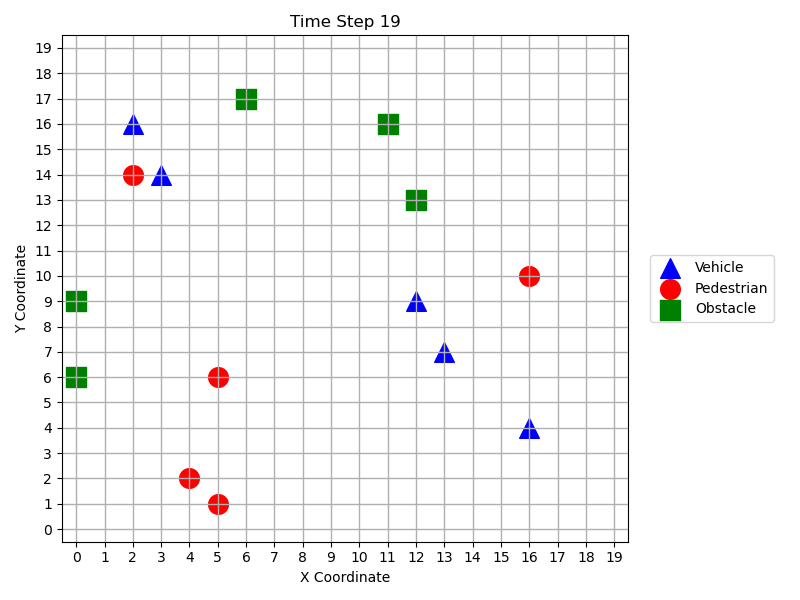 Time Step 19
19
18
17
16
15
14
13
12
11
10
9
8
7
6
5
4
3
2
1
0
Y Coordinate
0 1 2 3 4 5 6 7 8 9 10 11 12 13 14 15 16 17 18 19
X Coordinate
Vehicle
Pedestrian
Obstacle